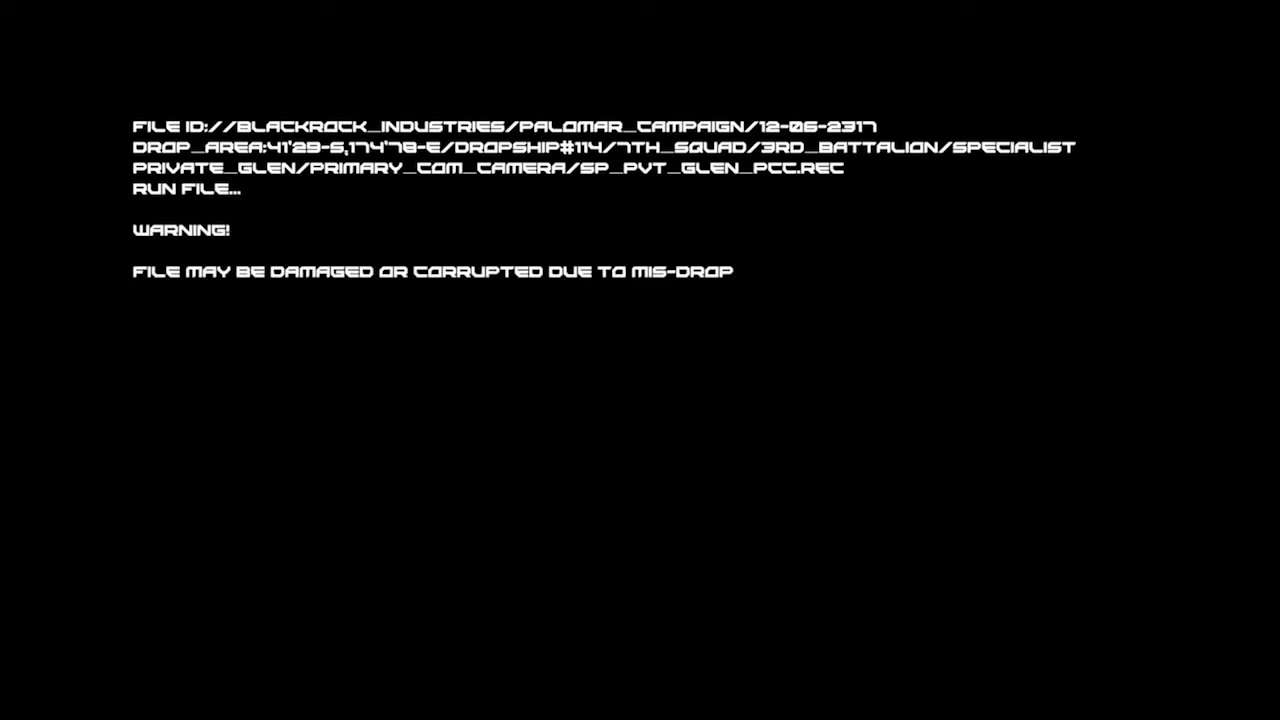 FILE ID://BLACKROCK_INDUSTRIES/PALOMAR_CAMPAIGN/12-06-2317
DROP_AREA:41'29-S,174'78-E/DROPSHIP#114/7TH_SQUAD/3RD_BATTALION/SPECIALIST
PRIVATE_GLEN/PRIMARY_COM_CAMERA/SP_PVT_GLEN_PCC.REC
RUN FILE...
WARNING!
FILE MAY BE DAMAGED OR CORRUPTED DUE TO MIS-DROP